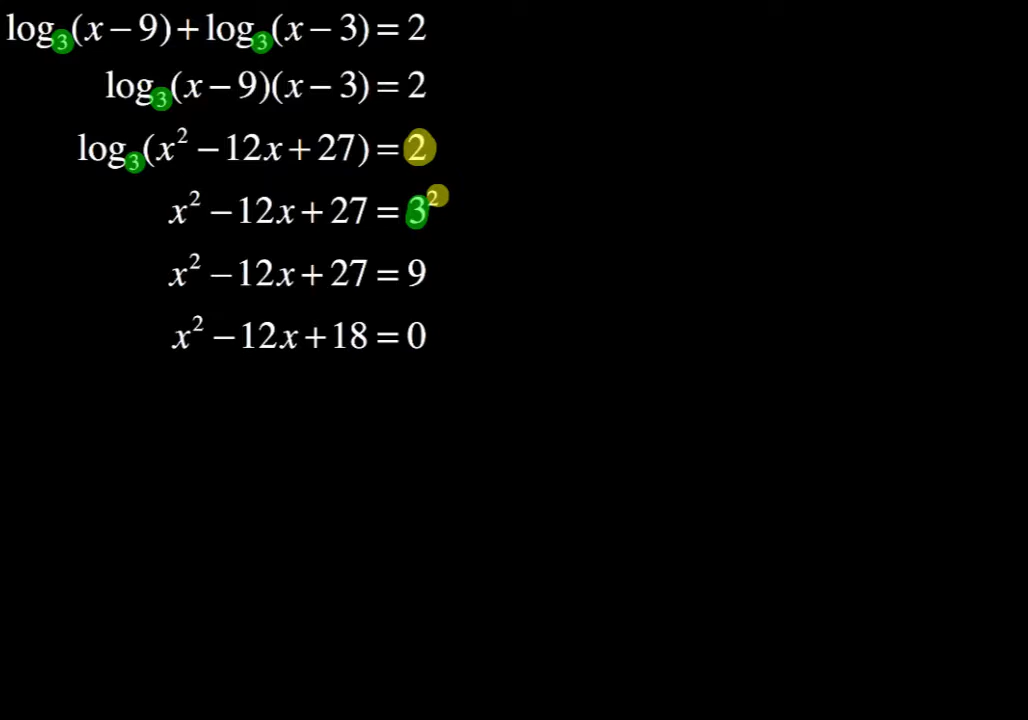 log₃(x − 9) + log₃(x − 3) = 2
log₃(x − 9)(x − 3) = 2
log₃(x² − 12x + 27) = 2
x² − 12x + 27 = 3²
x² − 12x + 27 = 9
x² − 12x + 18 = 0